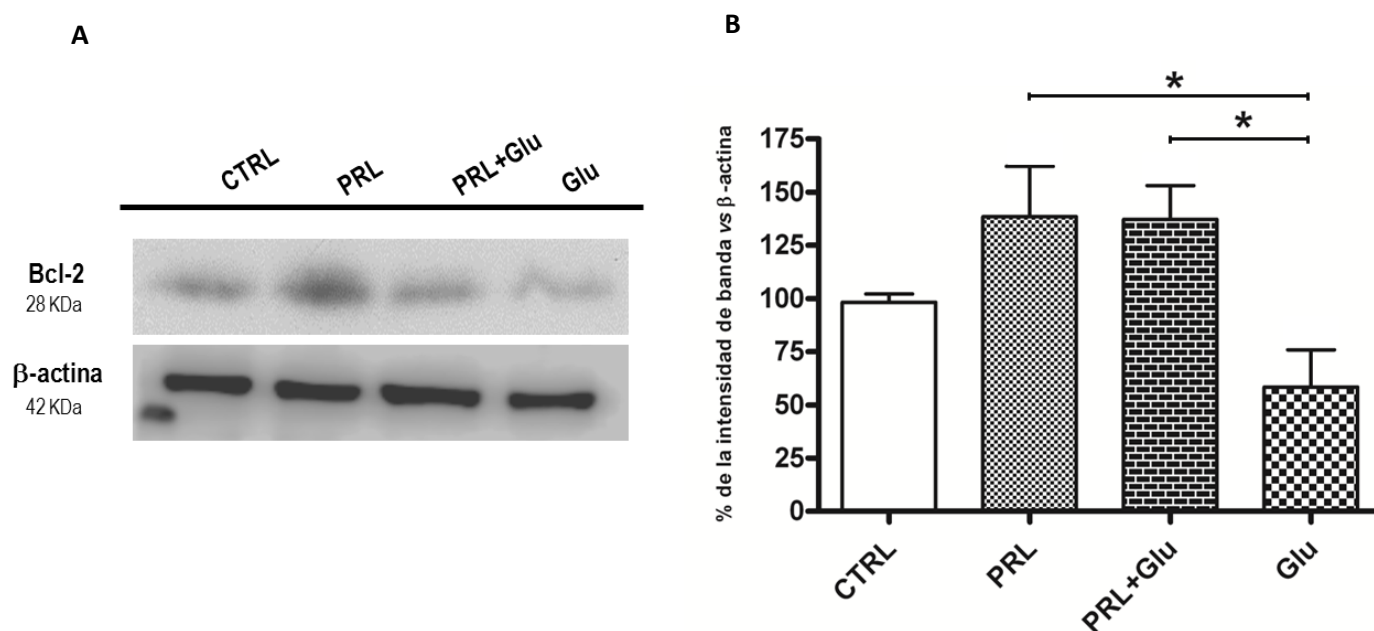 A
CTRL
PRL
PRL+Glu
Glu
Bcl-2
28 KDa
β-actina
42 KDa
B
*
*
% de la intensidad de banda vs β-actina
175
150
125
100
75
50
25
0
CTRL
PRL
PRL+Glu
Glu